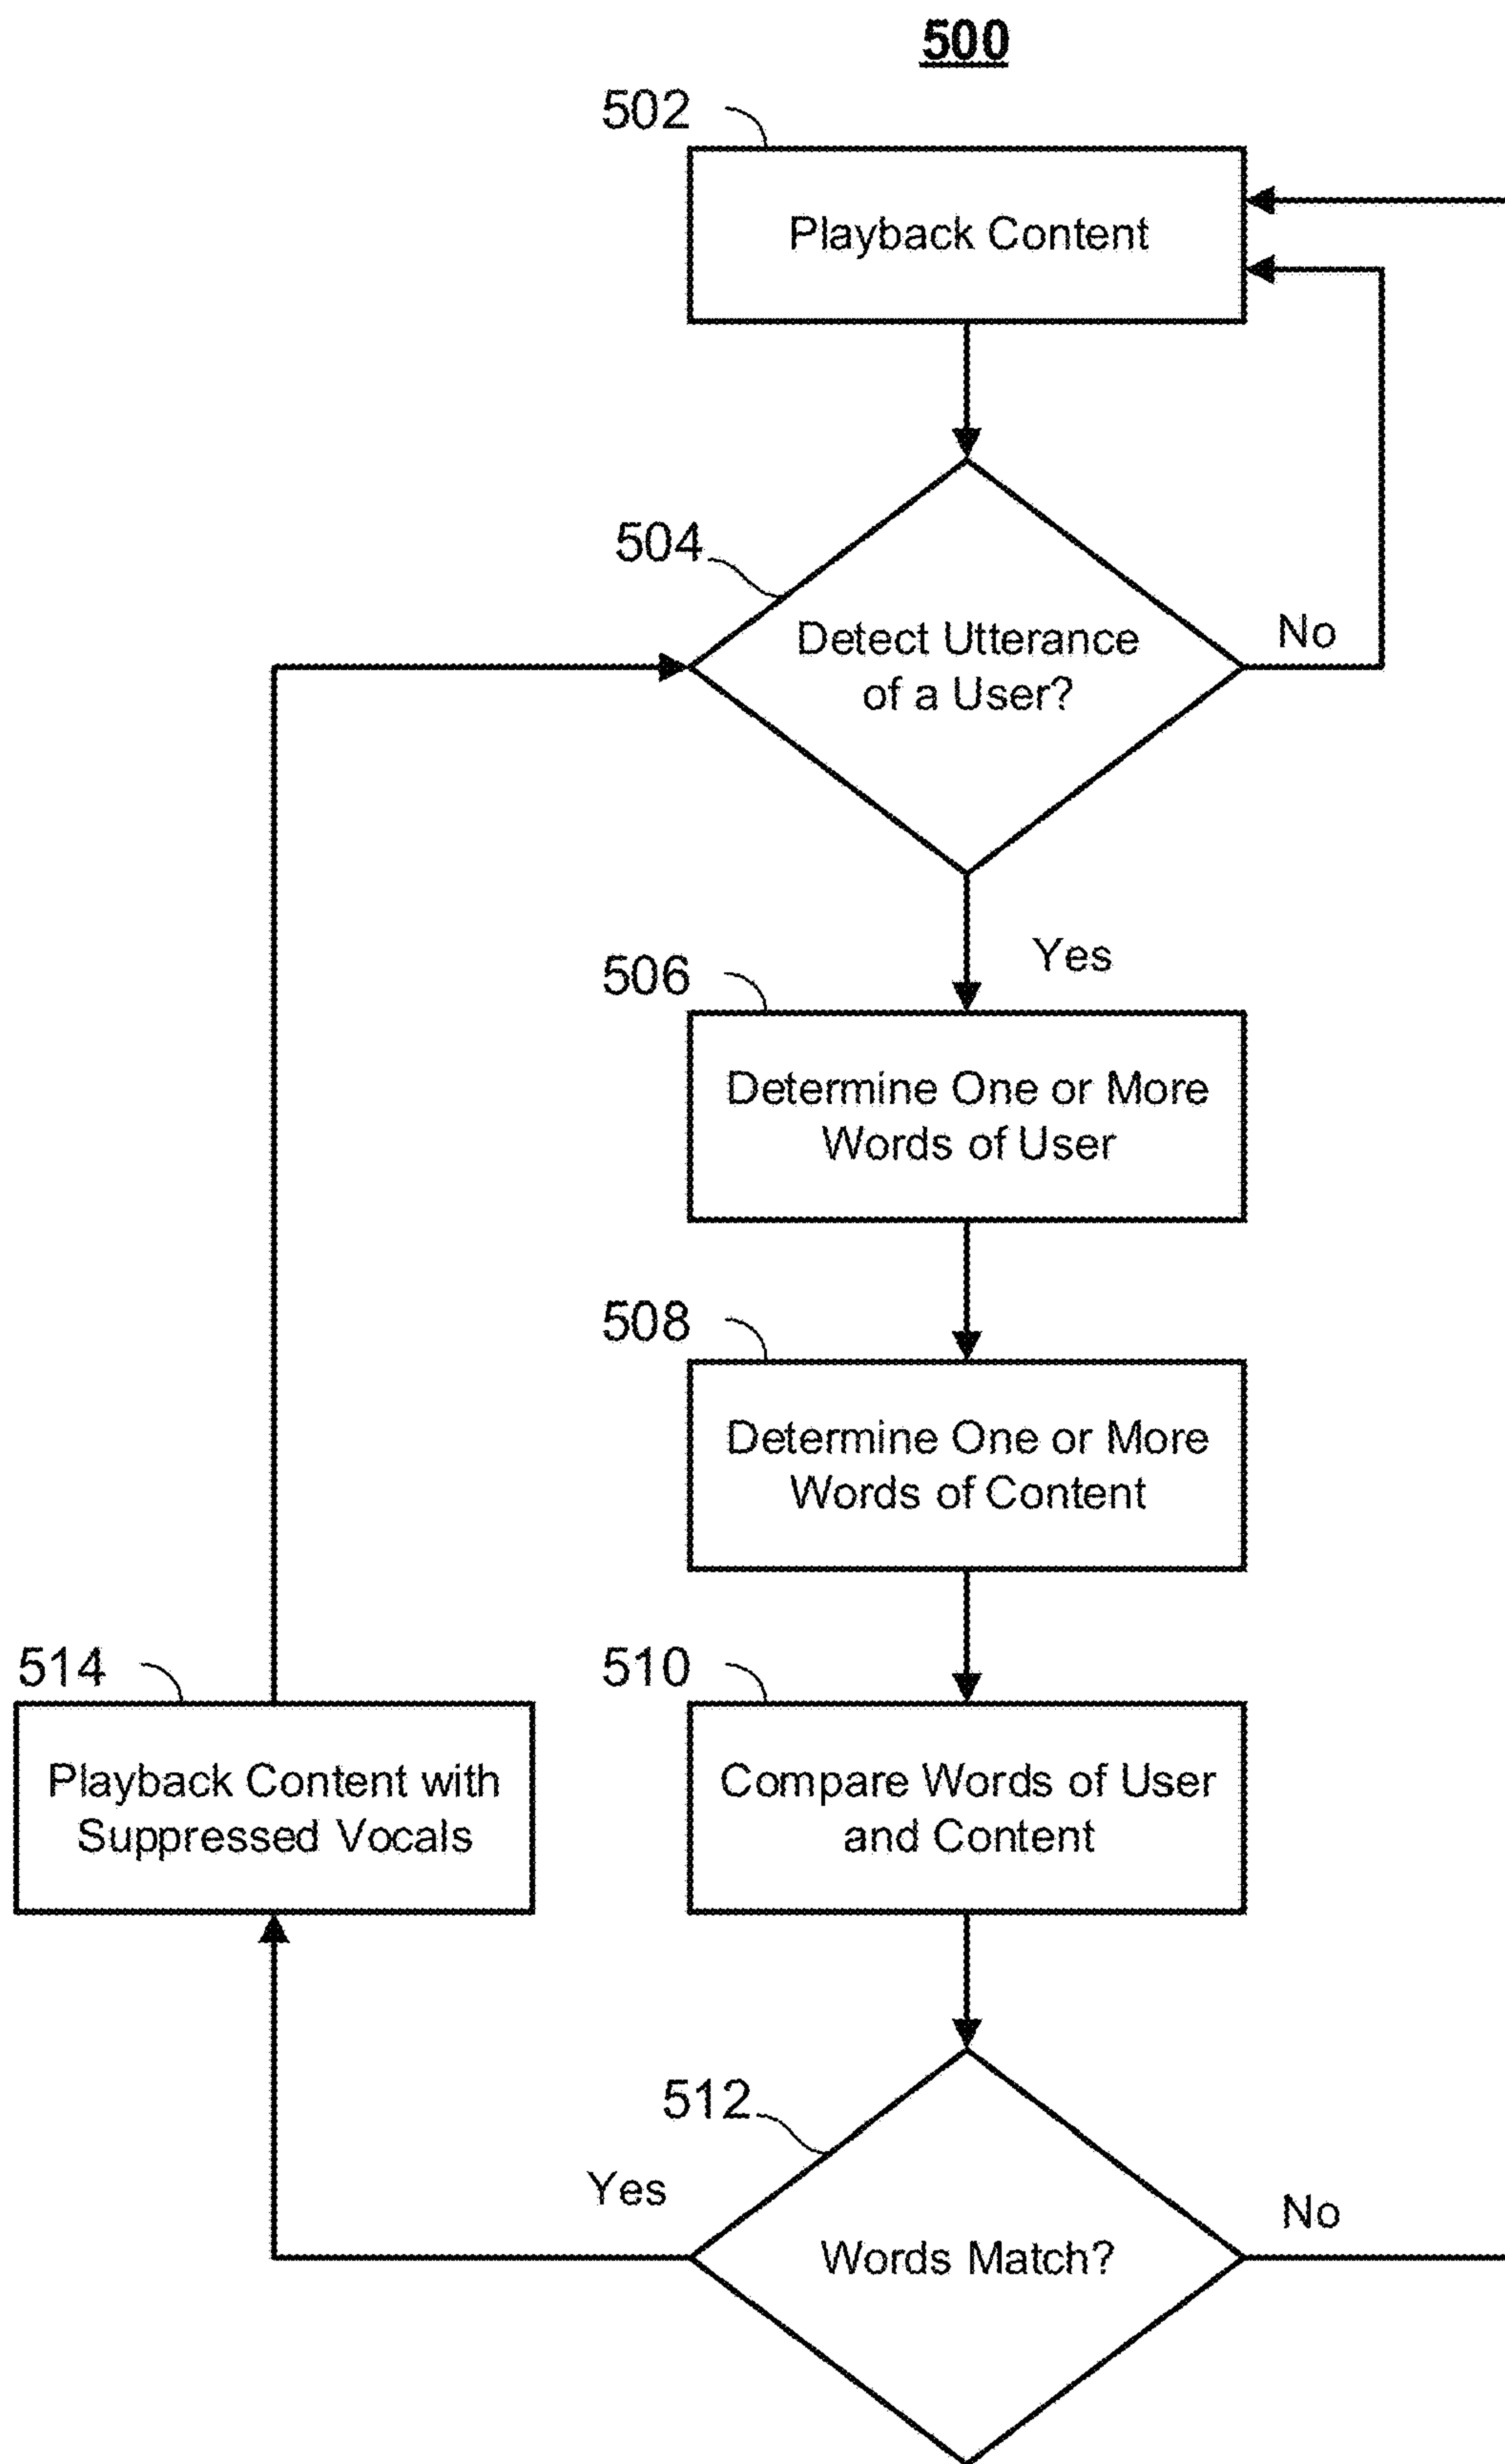 500
502
Playback Content
504
Detect Utterance
of a User?
No
Yes
506
Determine One or More
Words of User
508
Determine One or More
Words of Content
514
Playback Content with
Suppressed Vocals
510
Compare Words of User
and Content
512
Yes
Words Match?
No